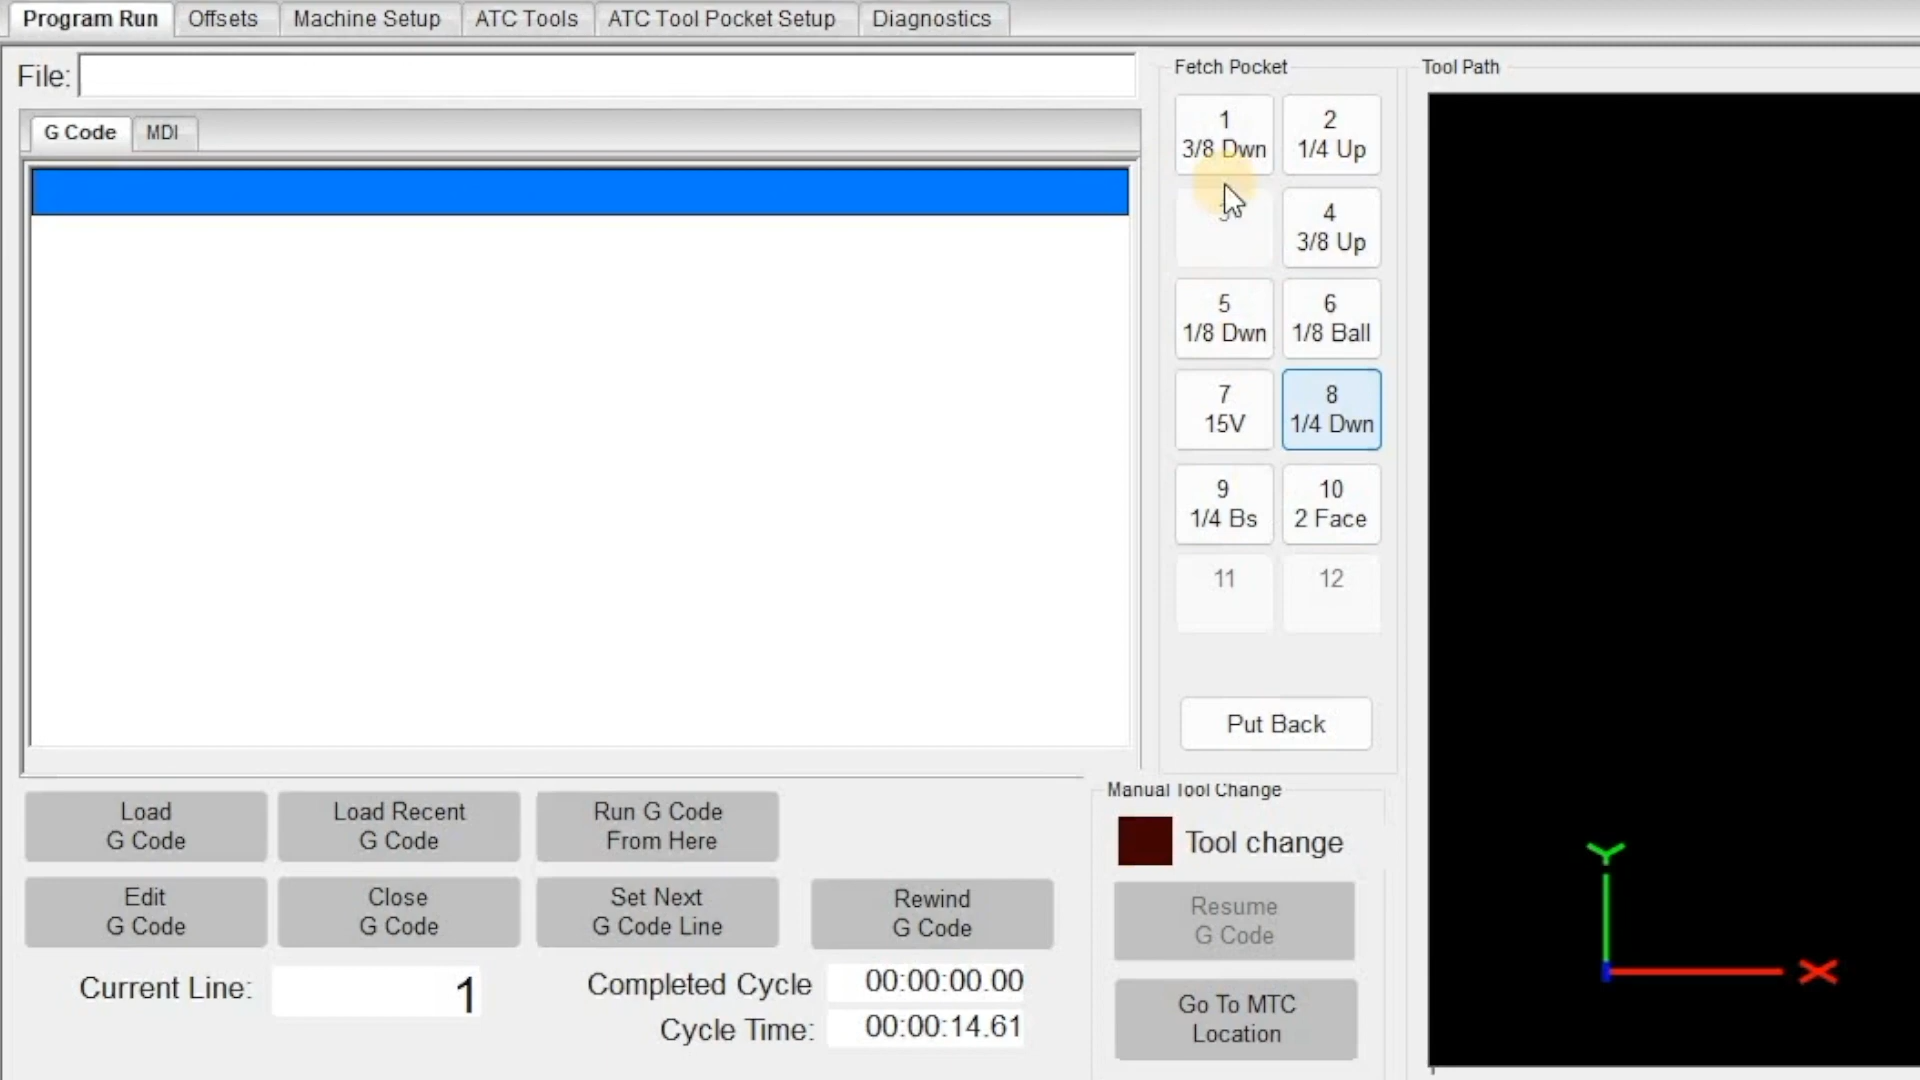 Program Run
Offsets
Machine Setup
ATC Tools
ATC Tool Pocket Setup
Diagnostics
File:
G Code
MDI
Fetch Pocket
1
3/8 Dwn
2
1/4 Up
3
4
3/8 Up
5
1/8 Dwn
6
1/8 Ball
7
15V
8
1/4 Dwn
9
1/4 Bs
10
2 Face
11
12
Put Back
Tool Path
Load
G Code
Load Recent
G Code
Run G Code
From Here
Edit
G Code
Close
G Code
Set Next
G Code Line
Rewind
G Code
Current Line:
1
Completed Cycle
00:00:00.00
Cycle Time:
00:00:14.61
Manual Tool Change
Tool change
Resume
G Code
Go To MTC
Location
Y
X